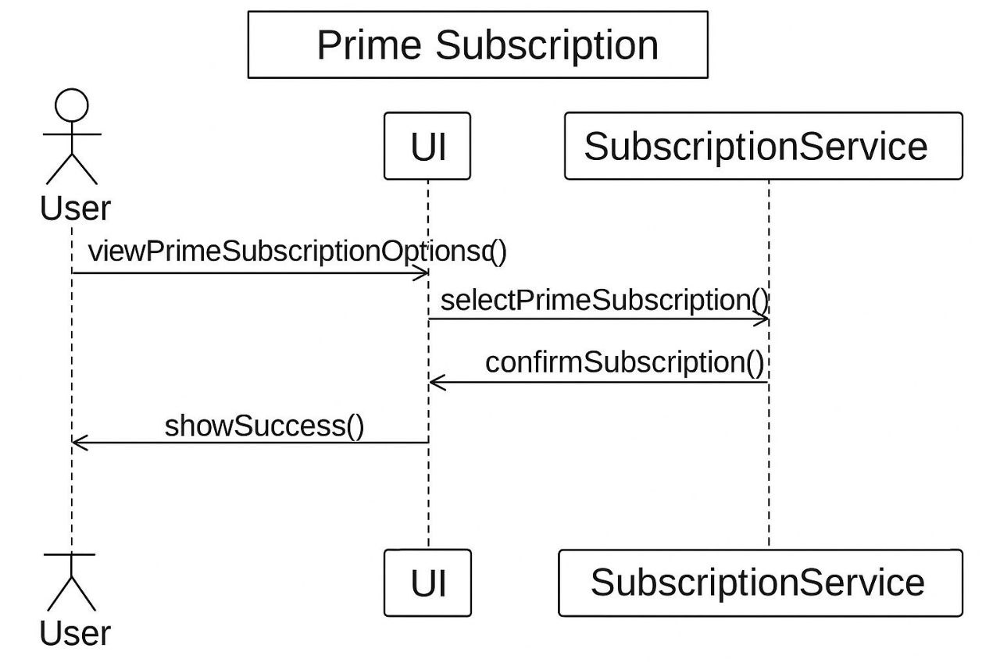 Prime Subscription
UI
SubscriptionService
User
viewPrimeSubscriptionOptionsc()
selectPrimeSubscription()
confirmSubscription()
showSuccess()
UI
SubscriptionService
User